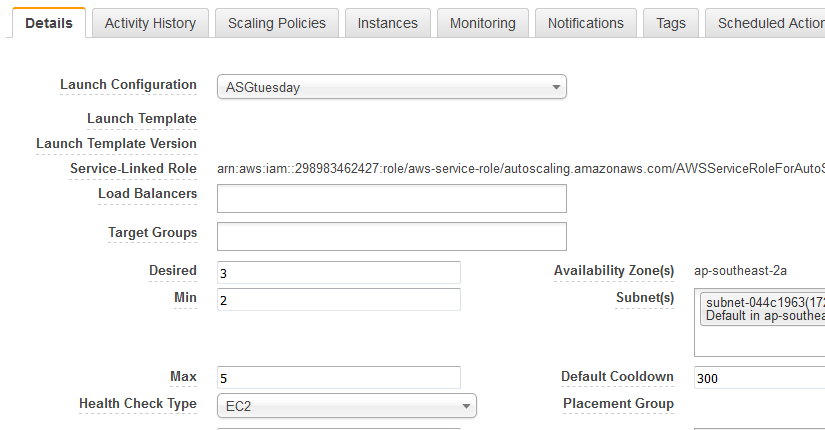 Details Activity History Scaling Policies Instances Monitoring Notifications Tags Scheduled
Launch Configuration ASGtuesday
Launch Template
Launch Template Version
Service-Linked Role arn:aws:iam::298983462427:role/aws-service-role/autoscaling.amazonaws.com/AWSServiceRoleForAutoS
Load Balancers
Target Groups
Desired 3 Availability Zone(s) ap-southeast-2a
Min 2 Subnet(s) subnet-044c1963(172
Default in ap-southea
Max 5 Default Cooldown 300
Health Check Type EC2 Placement Group